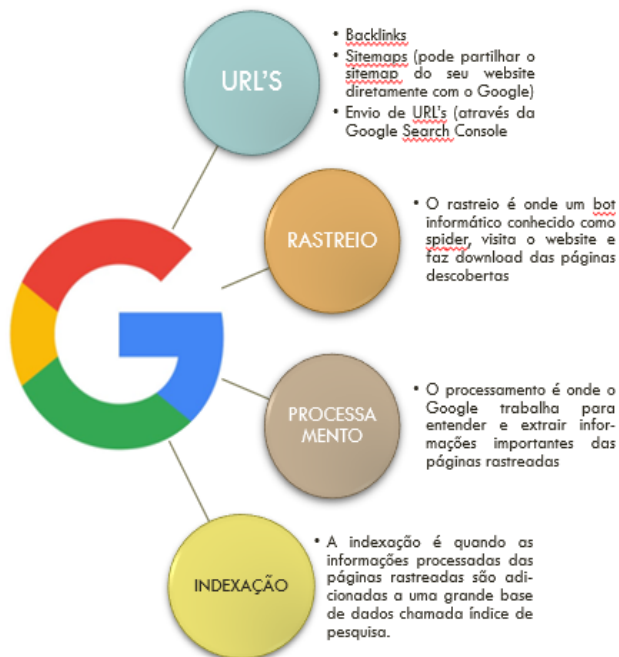 URL'S
• Backlinks
• Sitemaps (pode partilhar o
sitemap do seu website
diretamente com o Google)
• Envio de URL's (através da
Google Search Console
RASTREIO
• O rastreio é onde um bot
informático conhecido como
spider, visita o website e
faz download das páginas
descobertas
PROCESSA
MENTO
• O processamento é onde o
Google trabalha para
entender e extrair infor-
mações importantes das
páginas rastreadas
INDEXAÇÃO
• A indexação é quando as
informações processadas das
páginas rastreadas são adi-
cionadas a uma grande base
de dados chamada índice de
pesquisa.